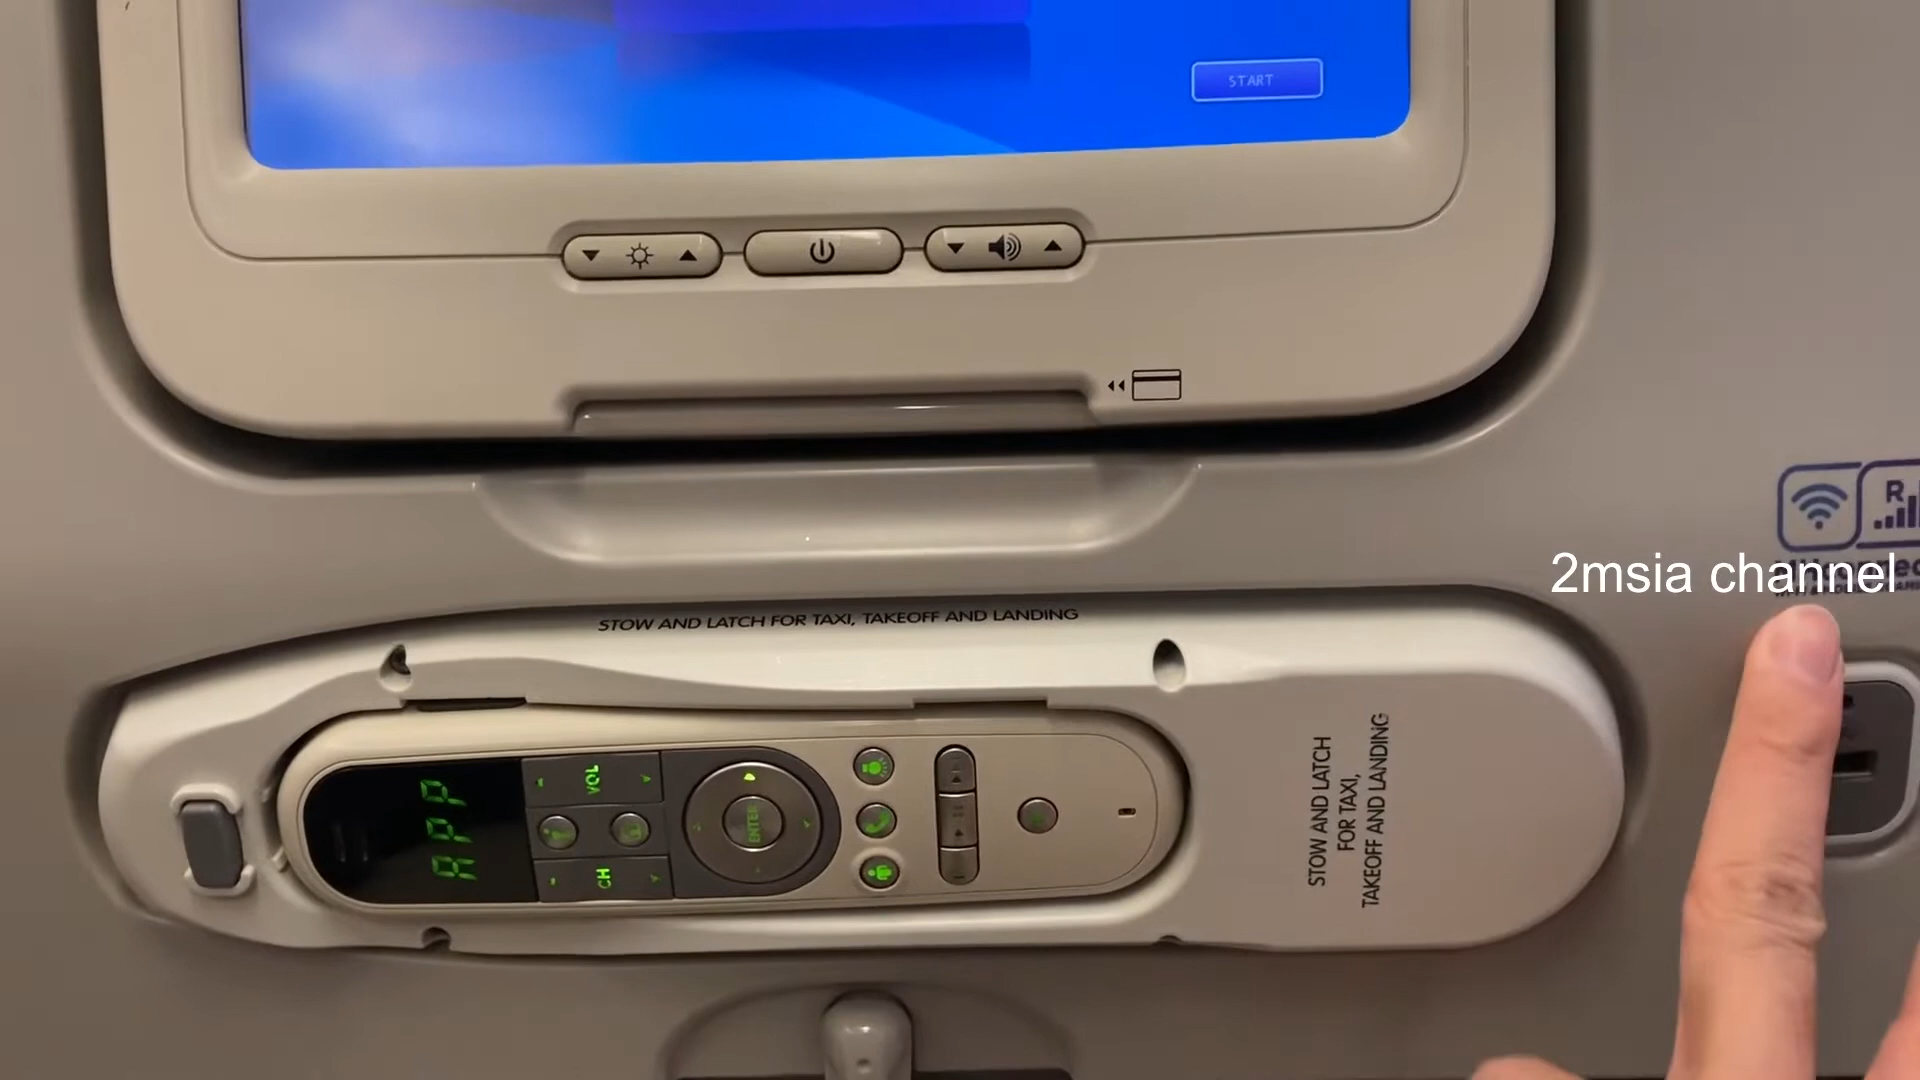 START
R
2msia channel
STOW AND LATCH FOR TAXI, TAKEOFF AND LANDING
STOW AND LATCH
FOR TAXI,
TAKEOFF AND LANDING
APP
VOL
ENTER
CH